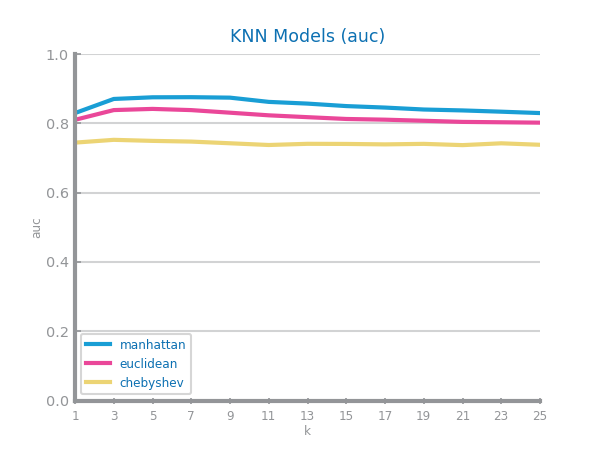 KNN Models (auc)
1.0
0.8
0.6
0.4
0.2
0.0
auc
manhattan
euclidean
chebyshev
1 3 5 7 9 11 13 15 17 19 21 23 25
k